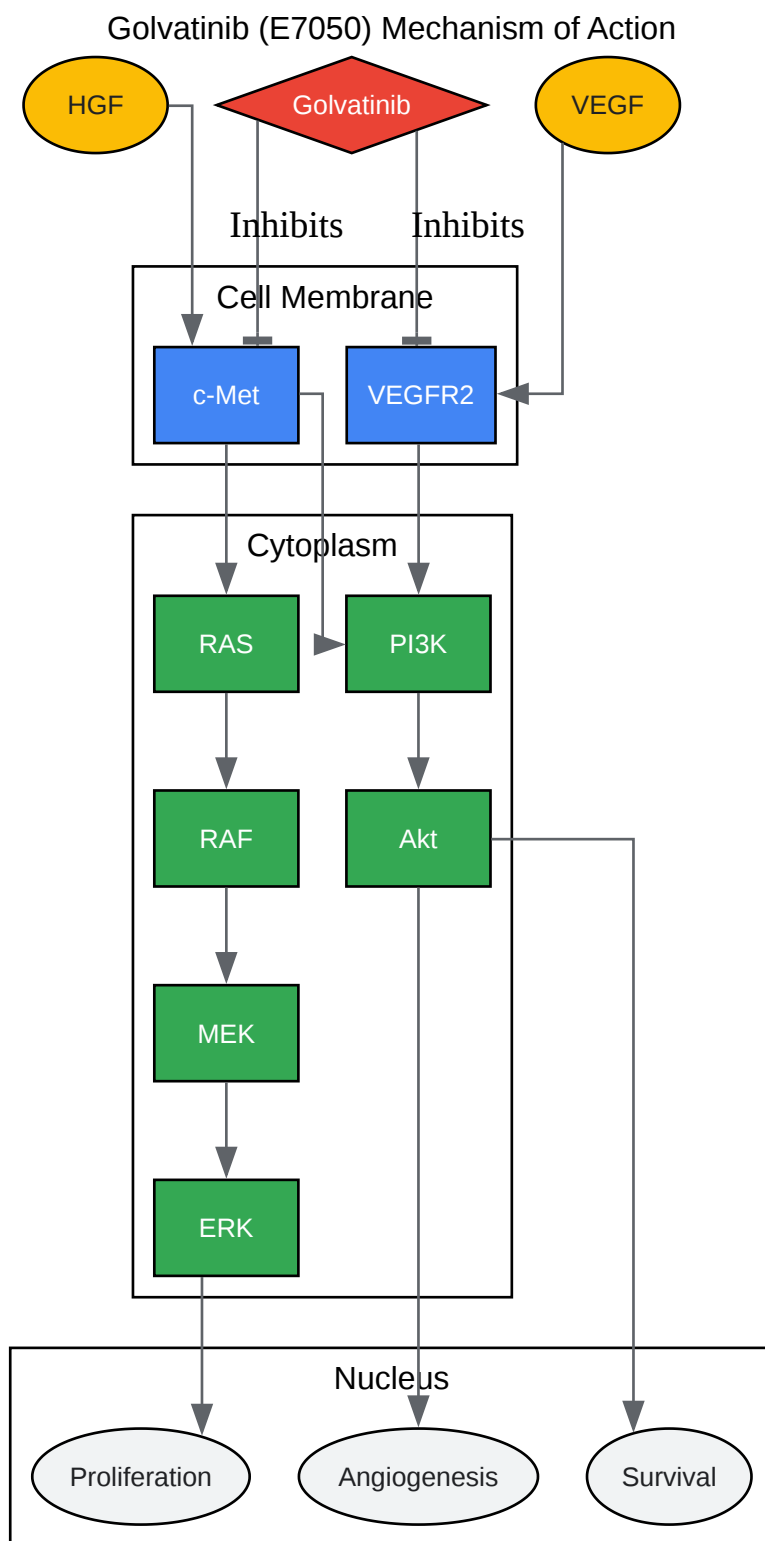 Golvatinib (E7050) Mechanism of Action
HGF
Golvatinib
VEGF
Inhibits
Inhibits
Cell Membrane
c-Met
VEGFR2
Cytoplasm
RAS
PI3K
RAF
Akt
MEK
ERK
Nucleus
Proliferation
Angiogenesis
Survival